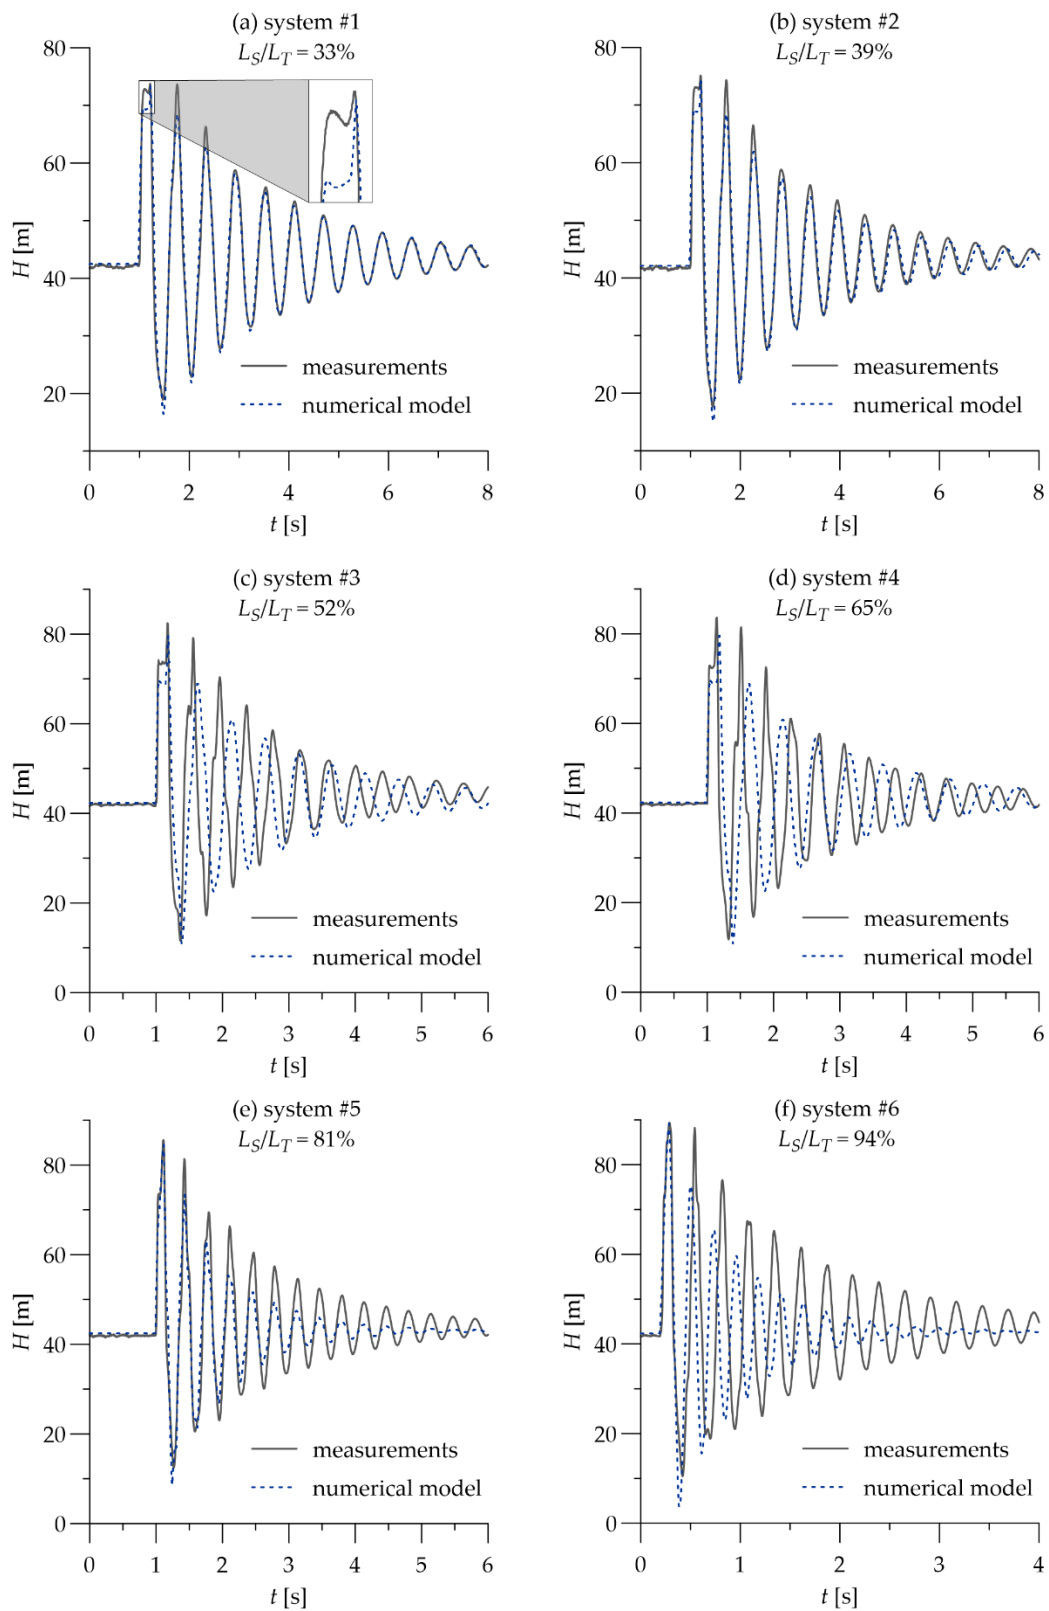 (a) system #1
L_S/L_T = 33%
80
60
40
20
H [m]
measurements
numerical model
0 2 4 6 8
t [s]
(b) system #2
L_S/L_T = 39%
80
60
40
20
H [m]
measurements
numerical model
0 2 4 6 8
t [s]
(c) system #3
L_S/L_T = 52%
80
60
40
20
0
H [m]
measurements
numerical model
0 1 2 3 4 5 6
t [s]
(d) system #4
L_S/L_T = 65%
80
60
40
20
0
H [m]
measurements
numerical model
0 1 2 3 4 5 6
t [s]
(e) system #5
L_S/L_T = 81%
80
60
40
20
0
H [m]
measurements
numerical model
0 1 2 3 4 5 6
t [s]
(f) system #6
L_S/L_T = 94%
80
60
40
20
0
H [m]
measurements
numerical model
0 1 2 3 4
t [s]